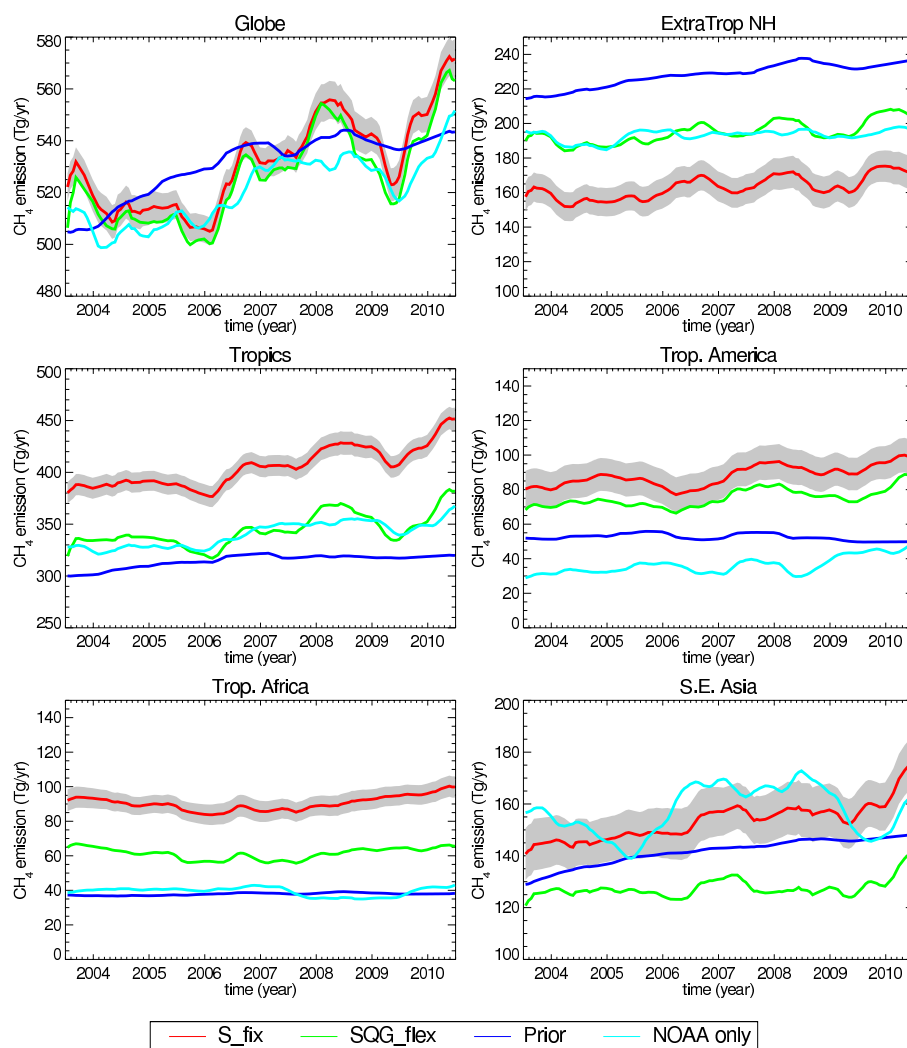 Globe
CH4 emission (Tg/yr)
580
560
540
520
500
480
2004 2005 2006 2007 2008 2009 2010
time (year)
ExtraTrop NH
CH4 emission (Tg/yr)
240
220
200
180
160
140
120
100
2004 2005 2006 2007 2008 2009 2010
time (year)
Tropics
CH4 emission (Tg/yr)
500
450
400
350
300
250
2004 2005 2006 2007 2008 2009 2010
time (year)
Trop. America
CH4 emission (Tg/yr)
140
120
100
80
60
40
20
0
2004 2005 2006 2007 2008 2009 2010
time (year)
Trop. Africa
CH4 emission (Tg/yr)
140
120
100
80
60
40
20
0
2004 2005 2006 2007 2008 2009 2010
time (year)
S.E. Asia
CH4 emission (Tg/yr)
200
180
160
140
120
100
2004 2005 2006 2007 2008 2009 2010
time (year)
S_fix SQG_flex Prior NOAA only